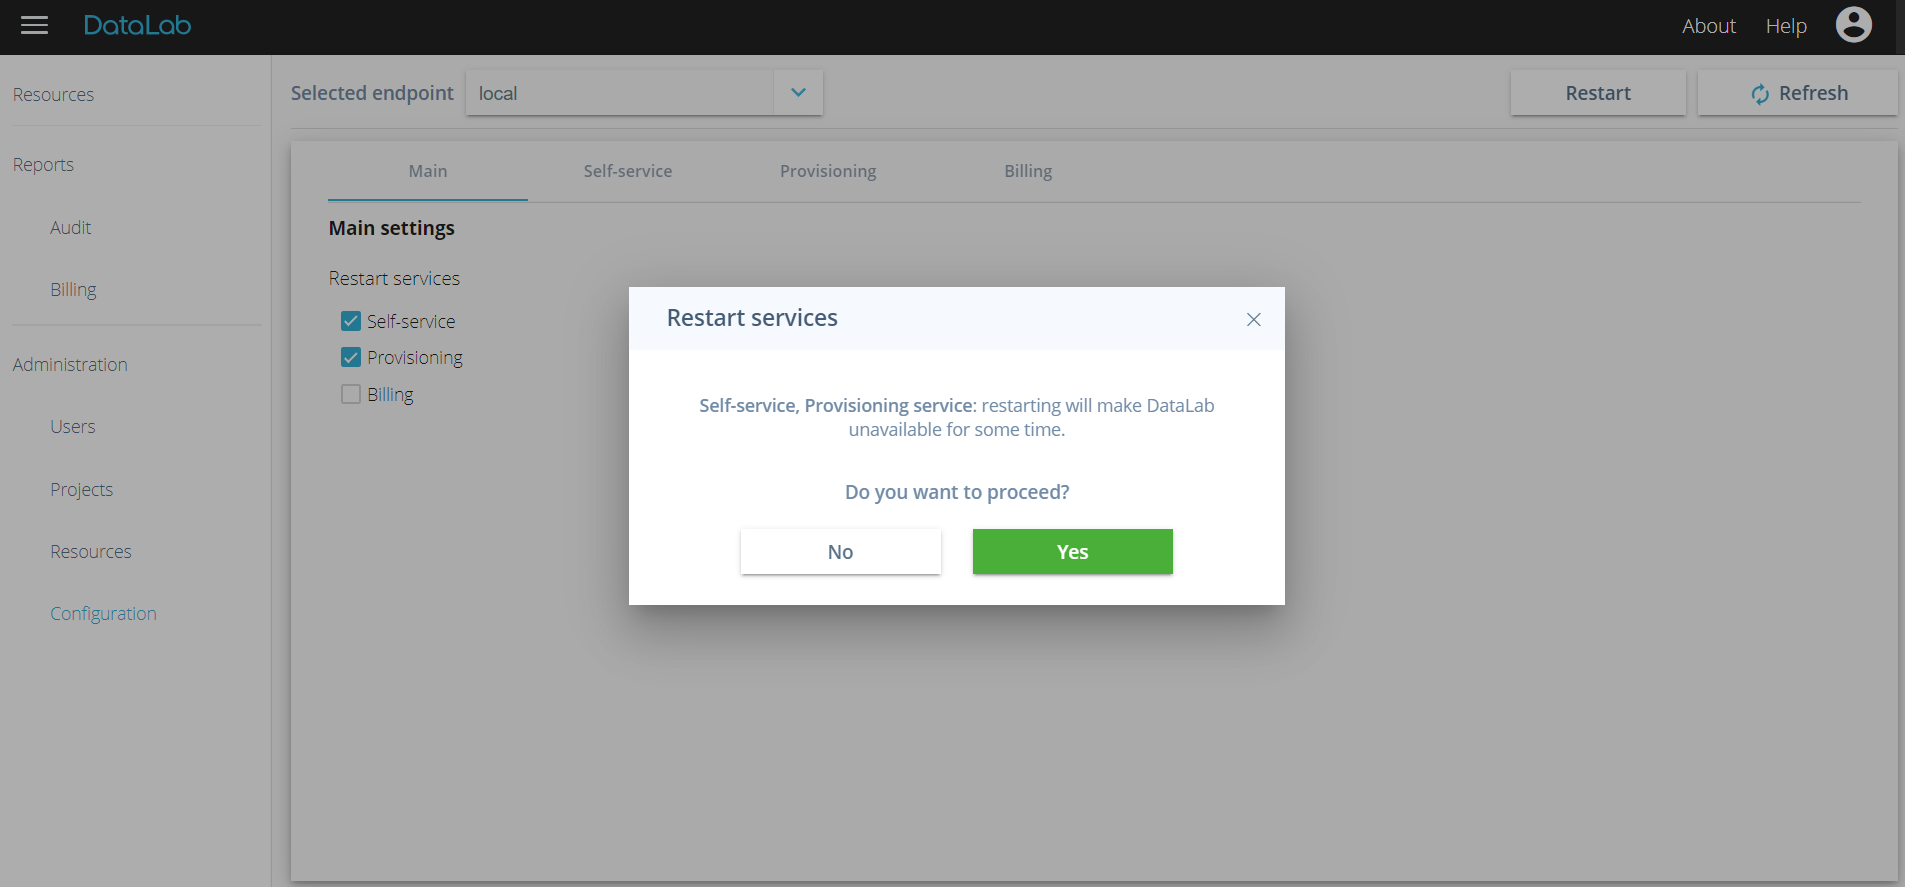 DataLab
About
Help
Resources
Reports
Audit
Billing
Administration
Users
Projects
Resources
Configuration
Selected endpoint
local
Restart
Refresh
Main
Self-service
Provisioning
Billing
Main settings
Restart services
Self-service
Provisioning
Billing
Restart services
Self-service, Provisioning service: restarting will make DataLab
unavailable for some time.
Do you want to proceed?
No
Yes